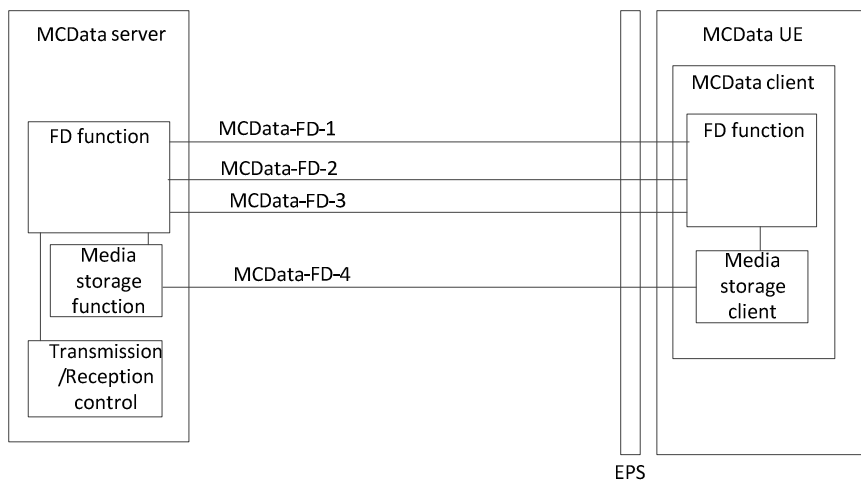 MCData server
MCData UE
MCData client
FD function
MCData-FD-1
FD function
MCData-FD-2
MCData-FD-3
Media
storage
function
MCData-FD-4
Media
storage
client
Transmission
/Reception
control
EPS